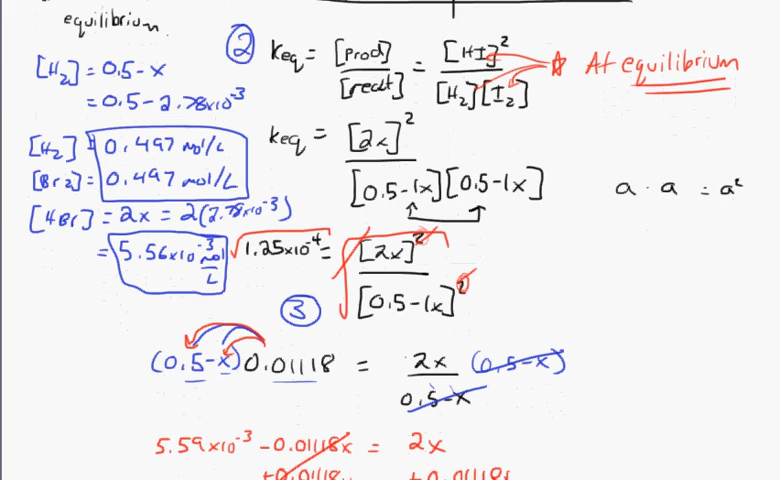 equilibrium
[H₂] = 0.5 - x
= 0.5 - 2.78x10⁻³
[H₂] = 0.497 mol/L
[Br₂] = 0.497 mol/L
[HBr] = 2x = 2(2.78x10⁻³)
= 5.56x10⁻³ mol/L
② Keq = [Prod]/[reatt] = [HI]²/[H₂][I₂]
At equilibrium
Keq = [2x]²/[0.5-1x][0.5-1x]
a · a = a²
√1.25x10⁻⁴ = √[2x]²/[0.5-1x]²
③
(0.5-x)0.01118 = 2x/0.5-x (0.5-x)
5.59x10⁻³ - 0.01118x = 2x
+0.01118x +0.01118x